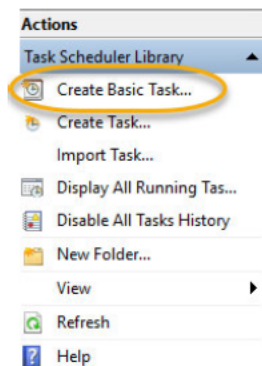 Actions
Task Scheduler Library
Create Basic Task...
Create Task...
Import Task...
Display All Running Tas...
Disable All Tasks History
New Folder...
View
Refresh
Help